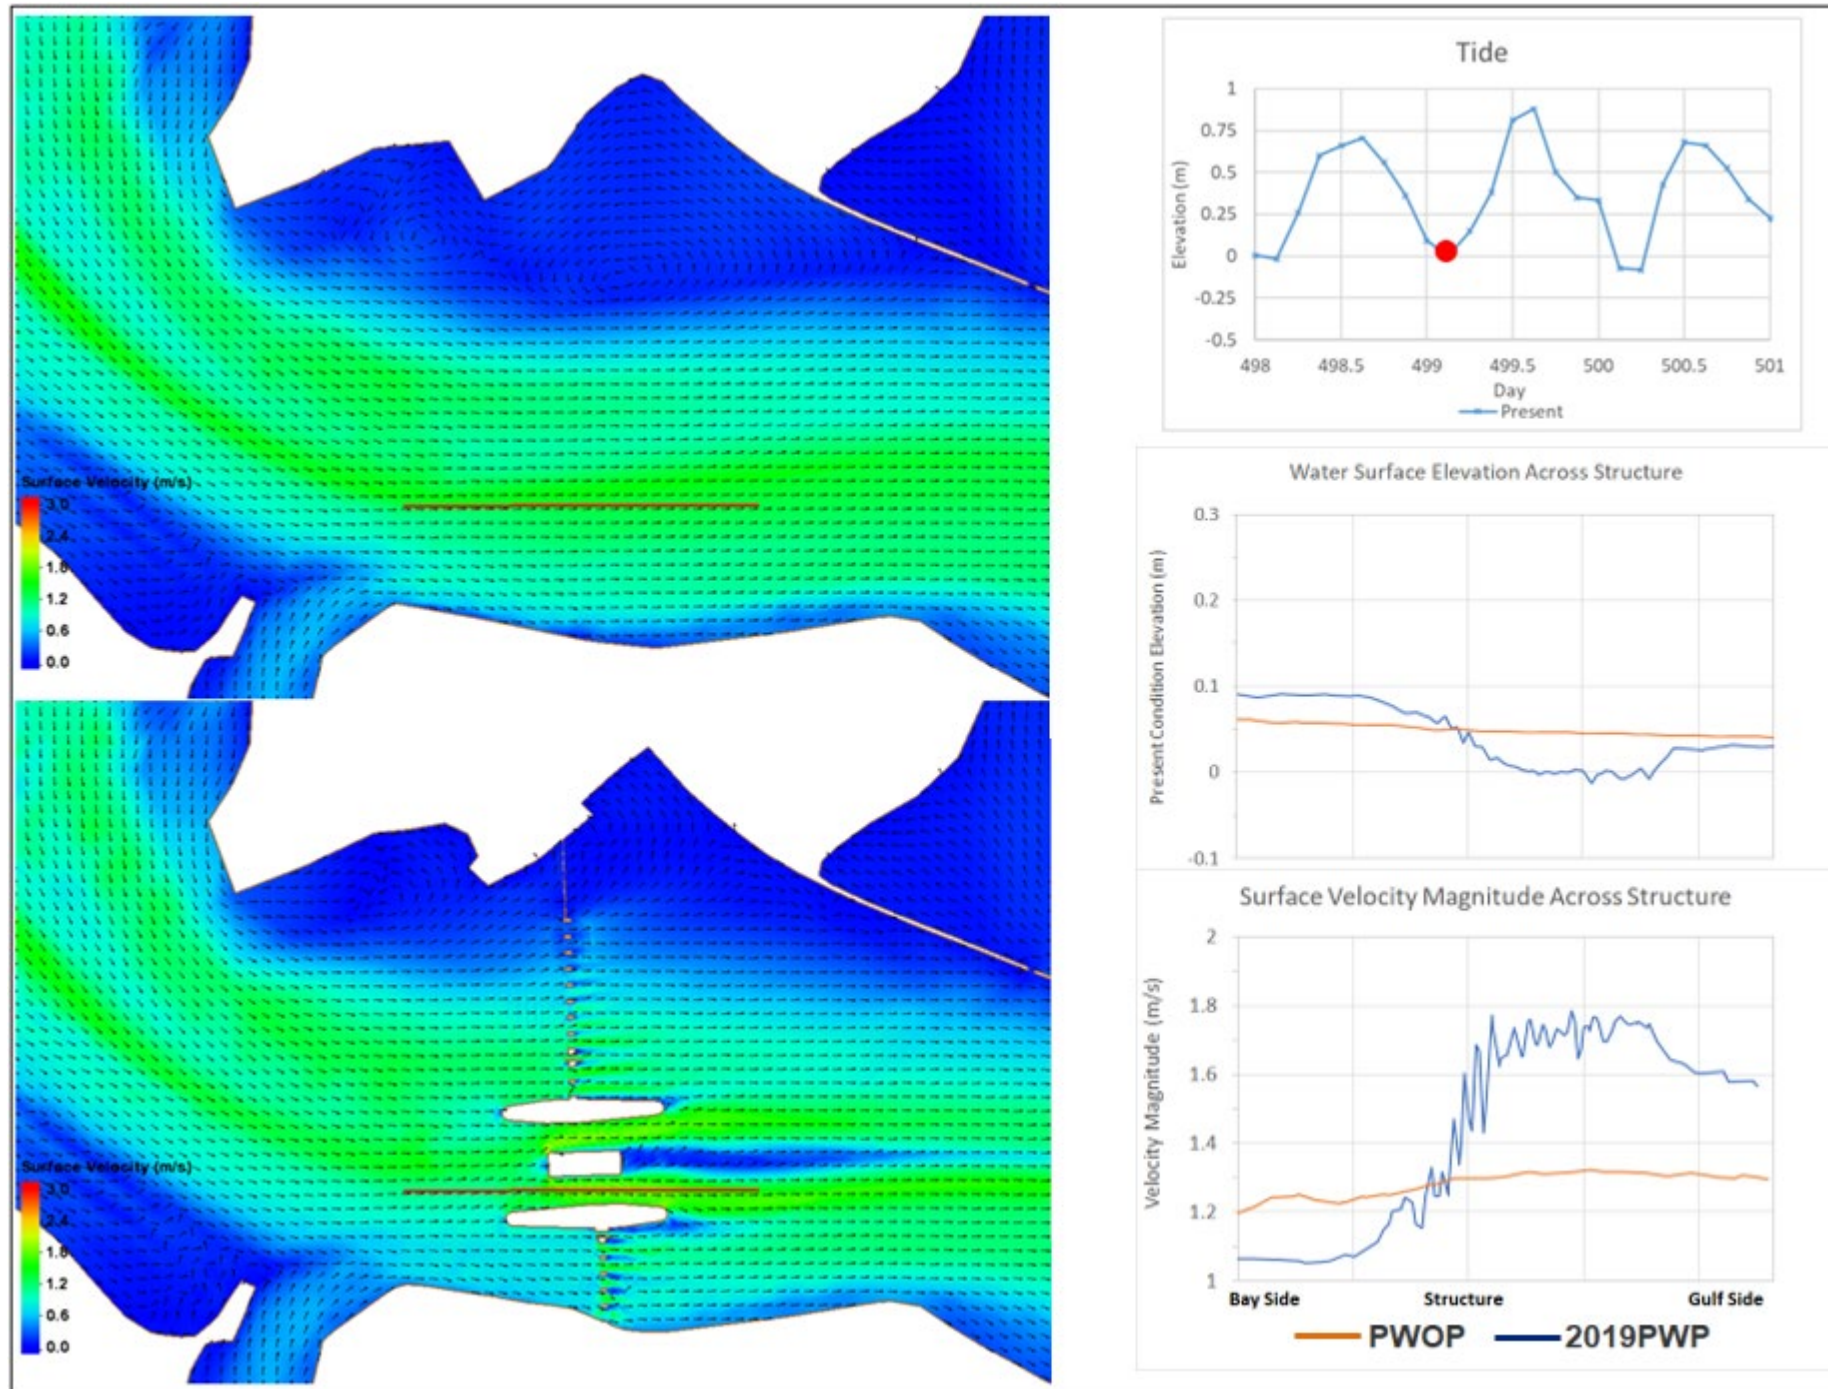 Surface Velocity (m/s)
3.0
2.4
1.8
1.2
0.6
0.0
Surface Velocity (m/s)
3.0
2.4
1.8
1.2
0.6
0.0
Tide
Elevation (m)
1
0.75
0.5
0.25
0
-0.25
-0.5
498 498.5 499 499.5 500 500.5 501
Day
Present
Water Surface Elevation Across Structure
Present Condition Elevation (m)
0.3
0.2
0.1
0
-0.1
Surface Velocity Magnitude Across Structure
Velocity Magnitude (m/s)
2
1.8
1.6
1.4
1.2
1
Bay Side Structure Gulf Side
PWOP 2019PWP